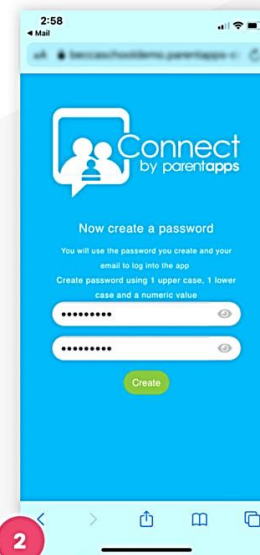 2:58
◀ Mail
Connect
by parentapps
Now create a password
You will use the password you create and your
email to log into the app
Create password using 1 upper case, 1 lower
case and a numeric value
•••••••••
•••••••••
Create
2